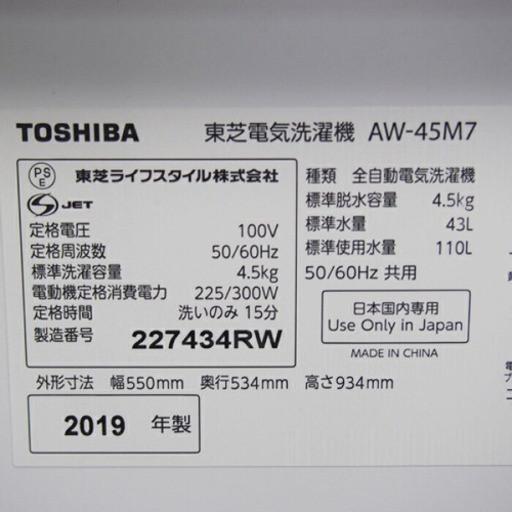 TOSHIBA 東芝電気洗濯機 AW-45M7
PS
E
東芝ライフスタイル株式会社
S JET
定格電圧 100V
定格周波数 50/60Hz
標準洗濯容量 4.5kg
電動機定格消費電力 225/300W
定格時間 洗いのみ 15分
製造番号 227434RW
種類 全自動電気洗濯機
標準脱水容量 4.5kg
標準水量 43L
標準使用水量 110L
50/60Hz 共用
日本国内専用
Use Only in Japan
MADE IN CHINA
外形寸法 幅550mm 奥行534mm 高さ934mm
2019 年製